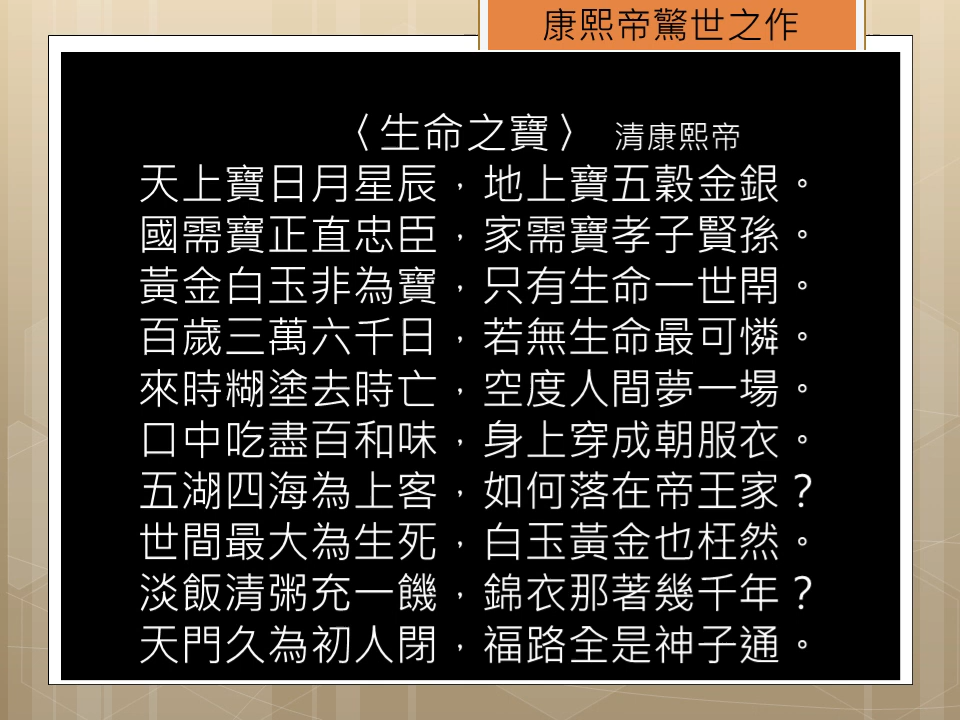 康熙帝驚世之作
〈生命之寶〉 清康熙帝
天上寶日月星辰，地上寶五穀金銀。
國需寶正直忠臣，家需寶孝子賢孫。
黃金白玉非為寶，只有生命一世閑。
百歲三萬六千日，若無生命最可憐。
來時糊塗去時亡，空度人間夢一場。
口中吃盡百和味，身上穿成朝服衣。
五湖四海為上客，如何落在帝王家？
世間最大為生死，白玉黃金也枉然。
淡飯清粥充一饑，錦衣那著幾千年？
天門久為初人閉，福路全是神子通。